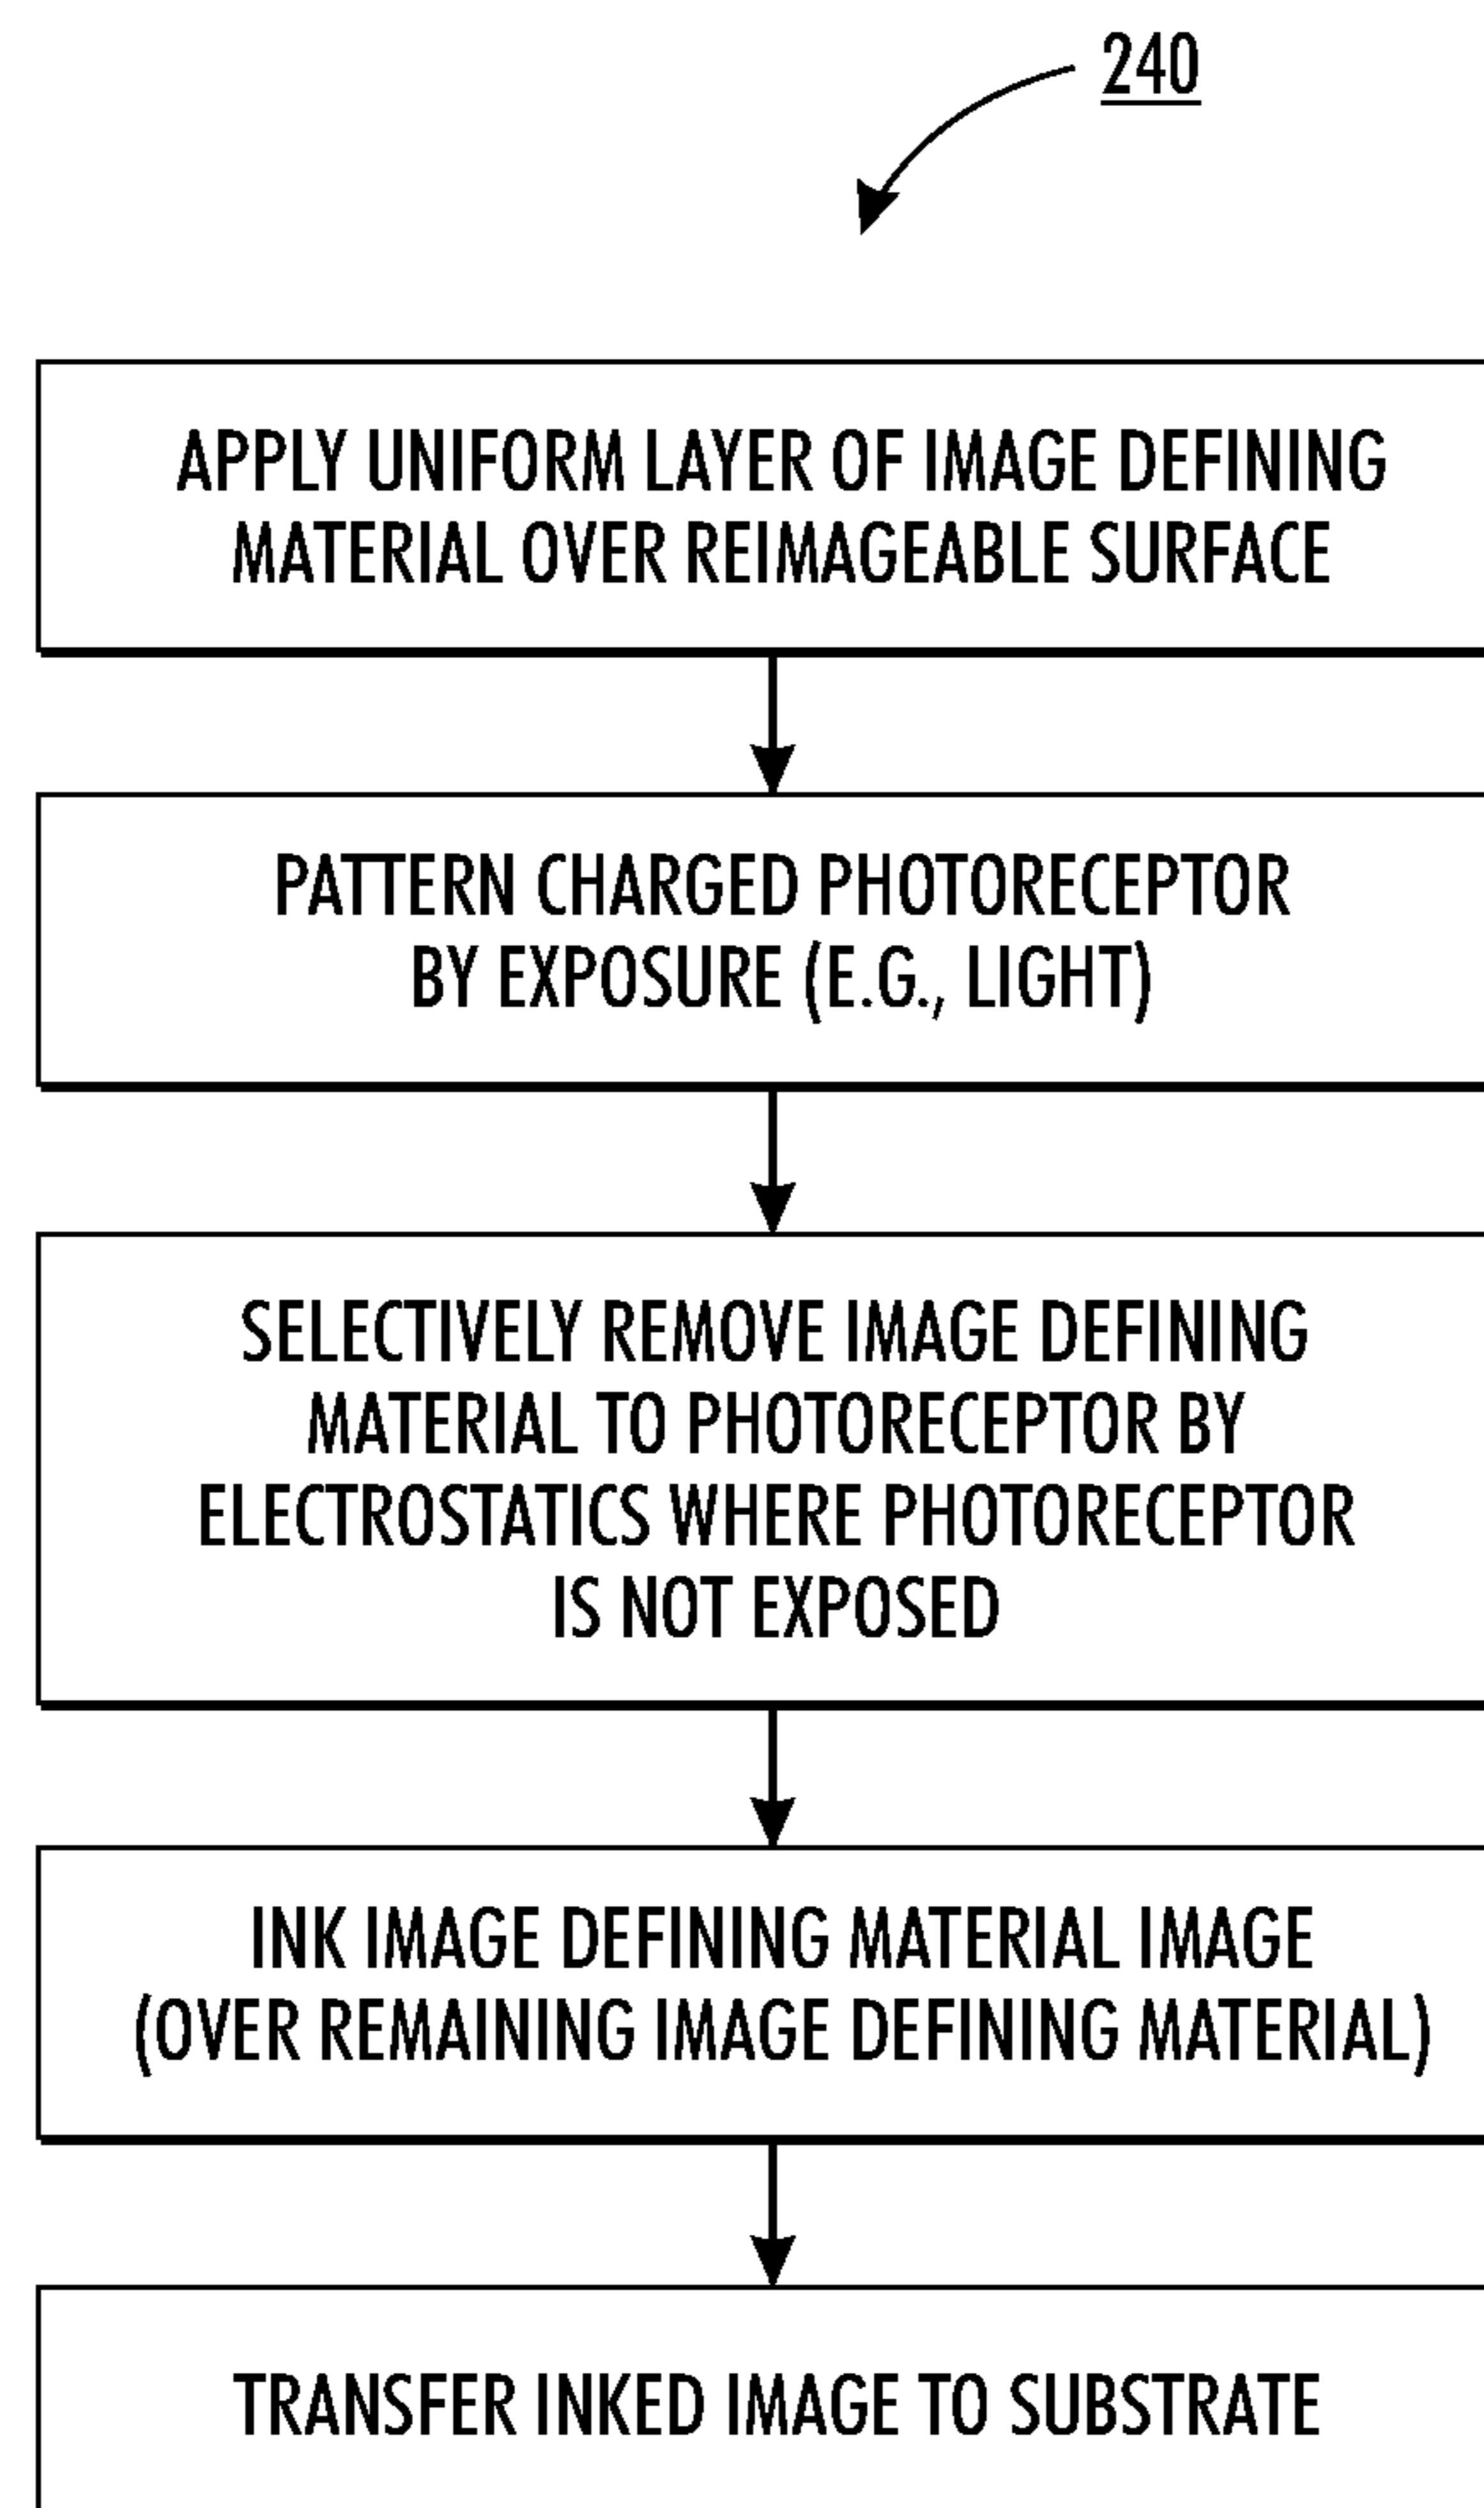 240
APPLY UNIFORM LAYER OF IMAGE DEFINING
MATERIAL OVER REIMAGEABLE SURFACE
PATTERN CHARGED PHOTORECEPTOR
BY EXPOSURE (E.G., LIGHT)
SELECTIVELY REMOVE IMAGE DEFINING
MATERIAL TO PHOTORECEPTOR BY
ELECTROSTATICS WHERE PHOTORECEPTOR
IS NOT EXPOSED
INK IMAGE DEFINING MATERIAL IMAGE
(OVER REMAINING IMAGE DEFINING MATERIAL)
TRANSFER INKED IMAGE TO SUBSTRATE